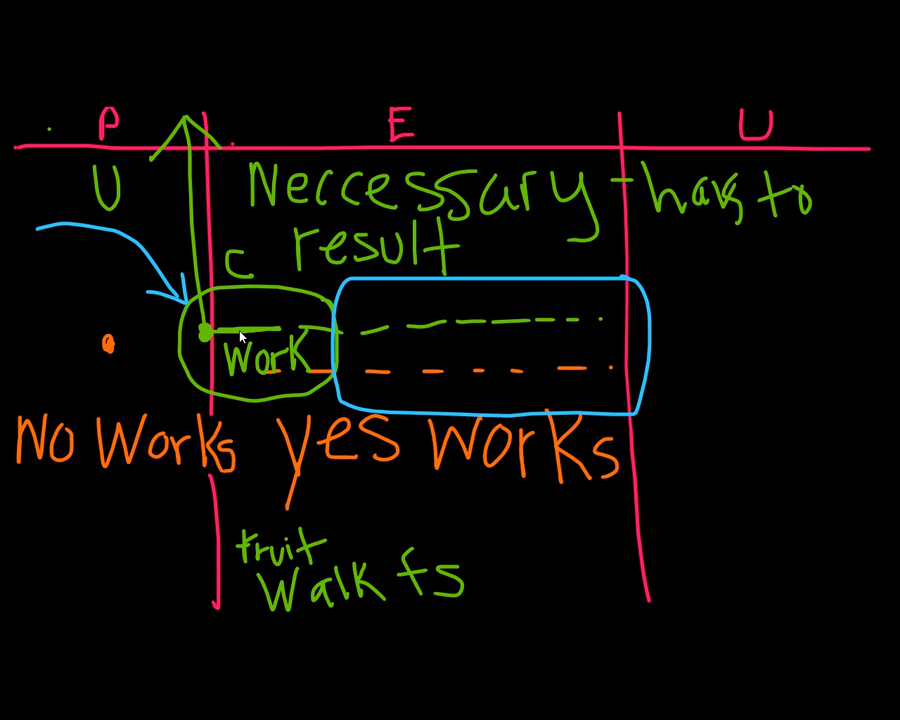 P E U
U Neccessary - has to
c result
work
No Works yes works
fruit
Walk fs